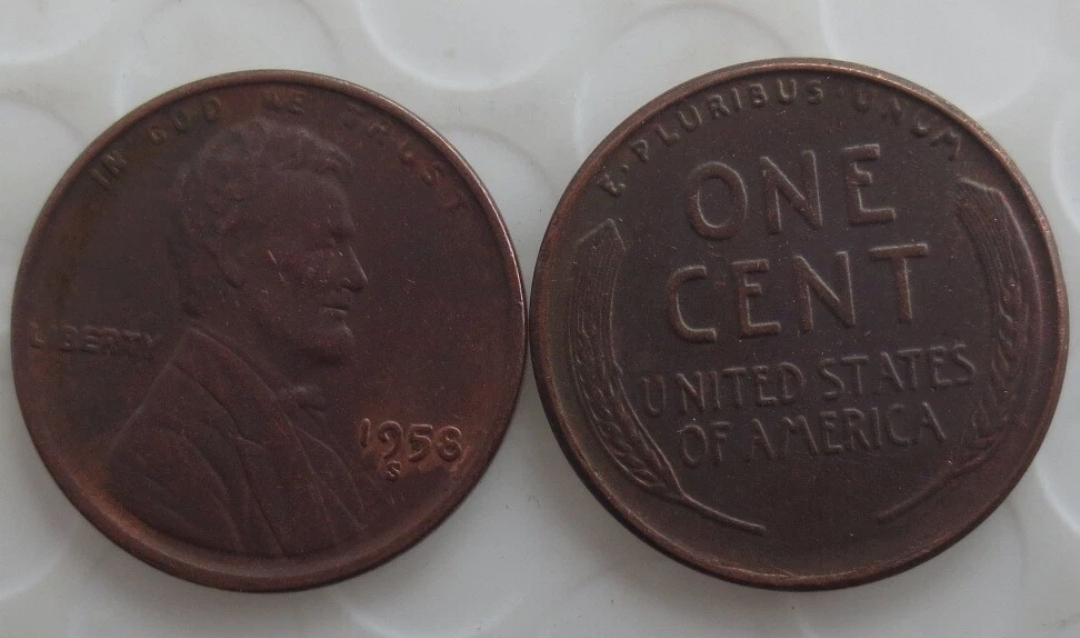 IN GOD WE TRUST
LIBERTY
1958
S
E·PLURIBUS·UNUM
ONE
CENT
UNITED STATES
OF AMERICA